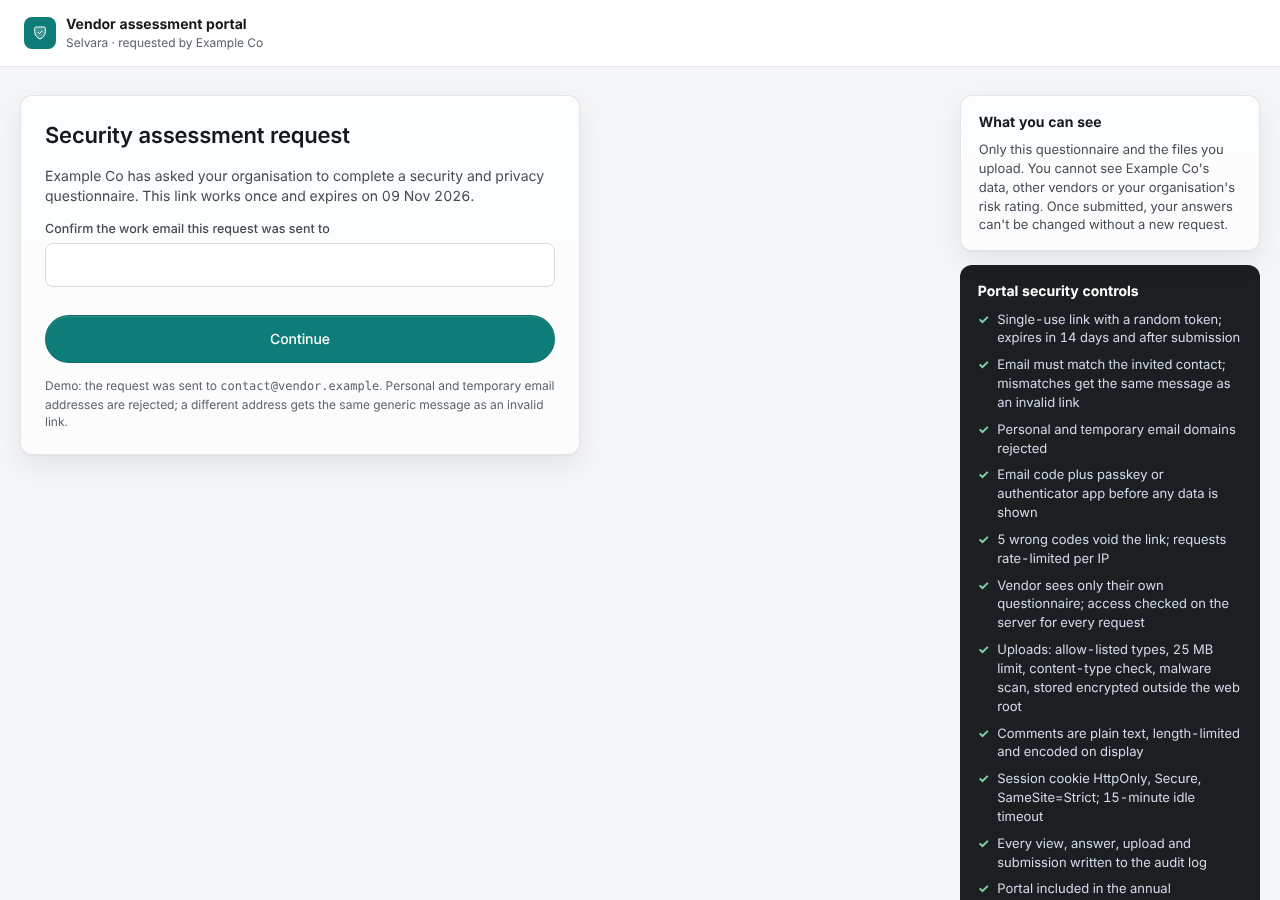 Vendor assessment portal
Selvara · requested by Example Co
Security assessment request
Example Co has asked your organisation to complete a security and privacy
questionnaire. This link works once and expires on 09 Nov 2026.
Confirm the work email this request was sent to
Continue
Demo: the request was sent to contact@vendor.example. Personal and temporary email
addresses are rejected; a different address gets the same generic message as an invalid
link.
What you can see
Only this questionnaire and the files you
upload. You cannot see Example Co's
data, other vendors or your organisation's
risk rating. Once submitted, your answers
can't be changed without a new request.
Portal security controls
✓ Single-use link with a random token;
expires in 14 days and after submission
✓ Email must match the invited contact;
mismatches get the same message as
an invalid link
✓ Personal and temporary email domains
rejected
✓ Email code plus passkey or
authenticator app before any data is
shown
✓ 5 wrong codes void the link; requests
rate-limited per IP
✓ Vendor sees only their own
questionnaire; access checked on the
server for every request
✓ Uploads: allow-listed types, 25 MB
limit, content-type check, malware
scan, stored encrypted outside the web
root
✓ Comments are plain text, length-limited
and encoded on display
✓ Session cookie HttpOnly, Secure,
SameSite=Strict; 15-minute idle
timeout
✓ Every view, answer, upload and
submission written to the audit log
✓ Portal included in the annual